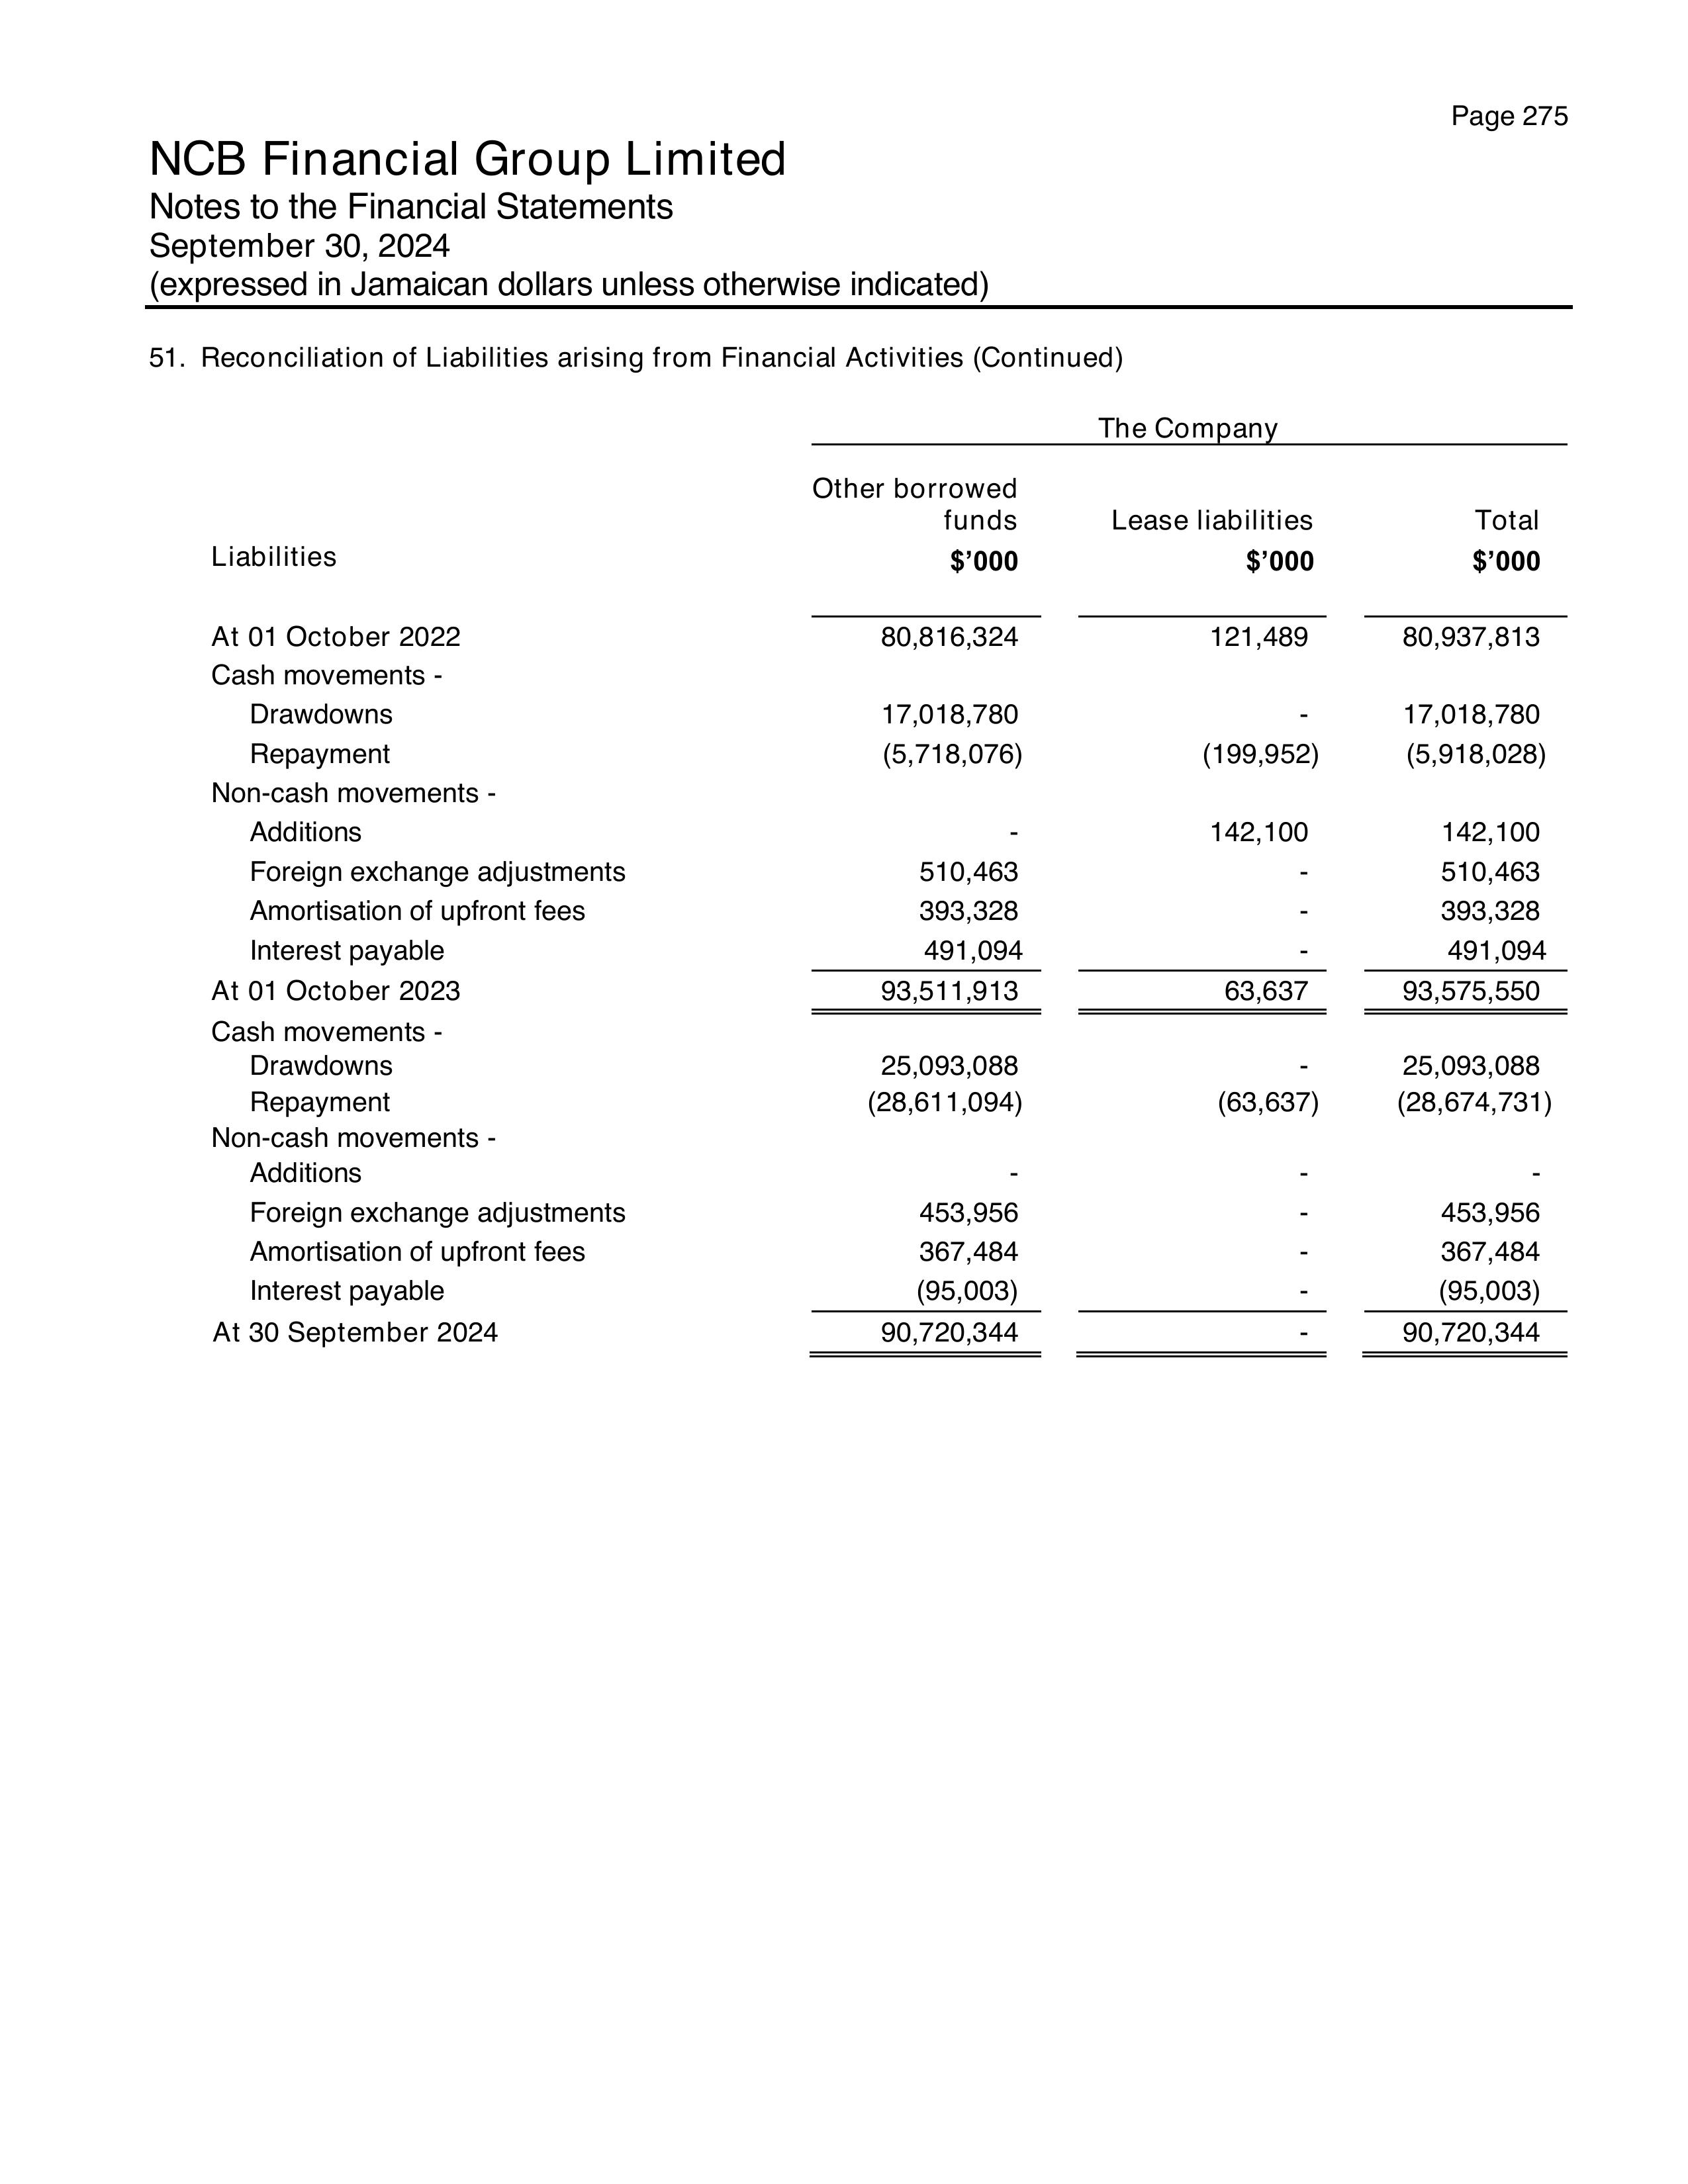 Page 275
NCB Financial Group Limited
Notes to the Financial Statements
September 30, 2024
(expressed in Jamaican dollars unless otherwise indicated)
51. Reconciliation of Liabilities arising from Financial Activities (Continued)
The Company
Other borrowed
funds Lease liabilities Total
Liabilities $’000 $’000 $’000
At 01 October 2022 80,816,324 121,489 80,937,813
Cash movements -
Drawdowns 17,018,780 - 17,018,780
Repayment (5,718,076) (199,952) (5,918,028)
Non-cash movements -
Additions - 142,100 142,100
Foreign exchange adjustments 510,463 - 510,463
Amortisation of upfront fees 393,328 - 393,328
Interest payable 491,094 - 491,094
At 01 October 2023 93,511,913 63,637 93,575,550
Cash movements -
Drawdowns 25,093,088 - 25,093,088
Repayment (28,611,094) (63,637) (28,674,731)
Non-cash movements -
Additions - - -
Foreign exchange adjustments 453,956 - 453,956
Amortisation of upfront fees 367,484 - 367,484
Interest payable (95,003) - (95,003)
At 30 September 2024 90,720,344 - 90,720,344